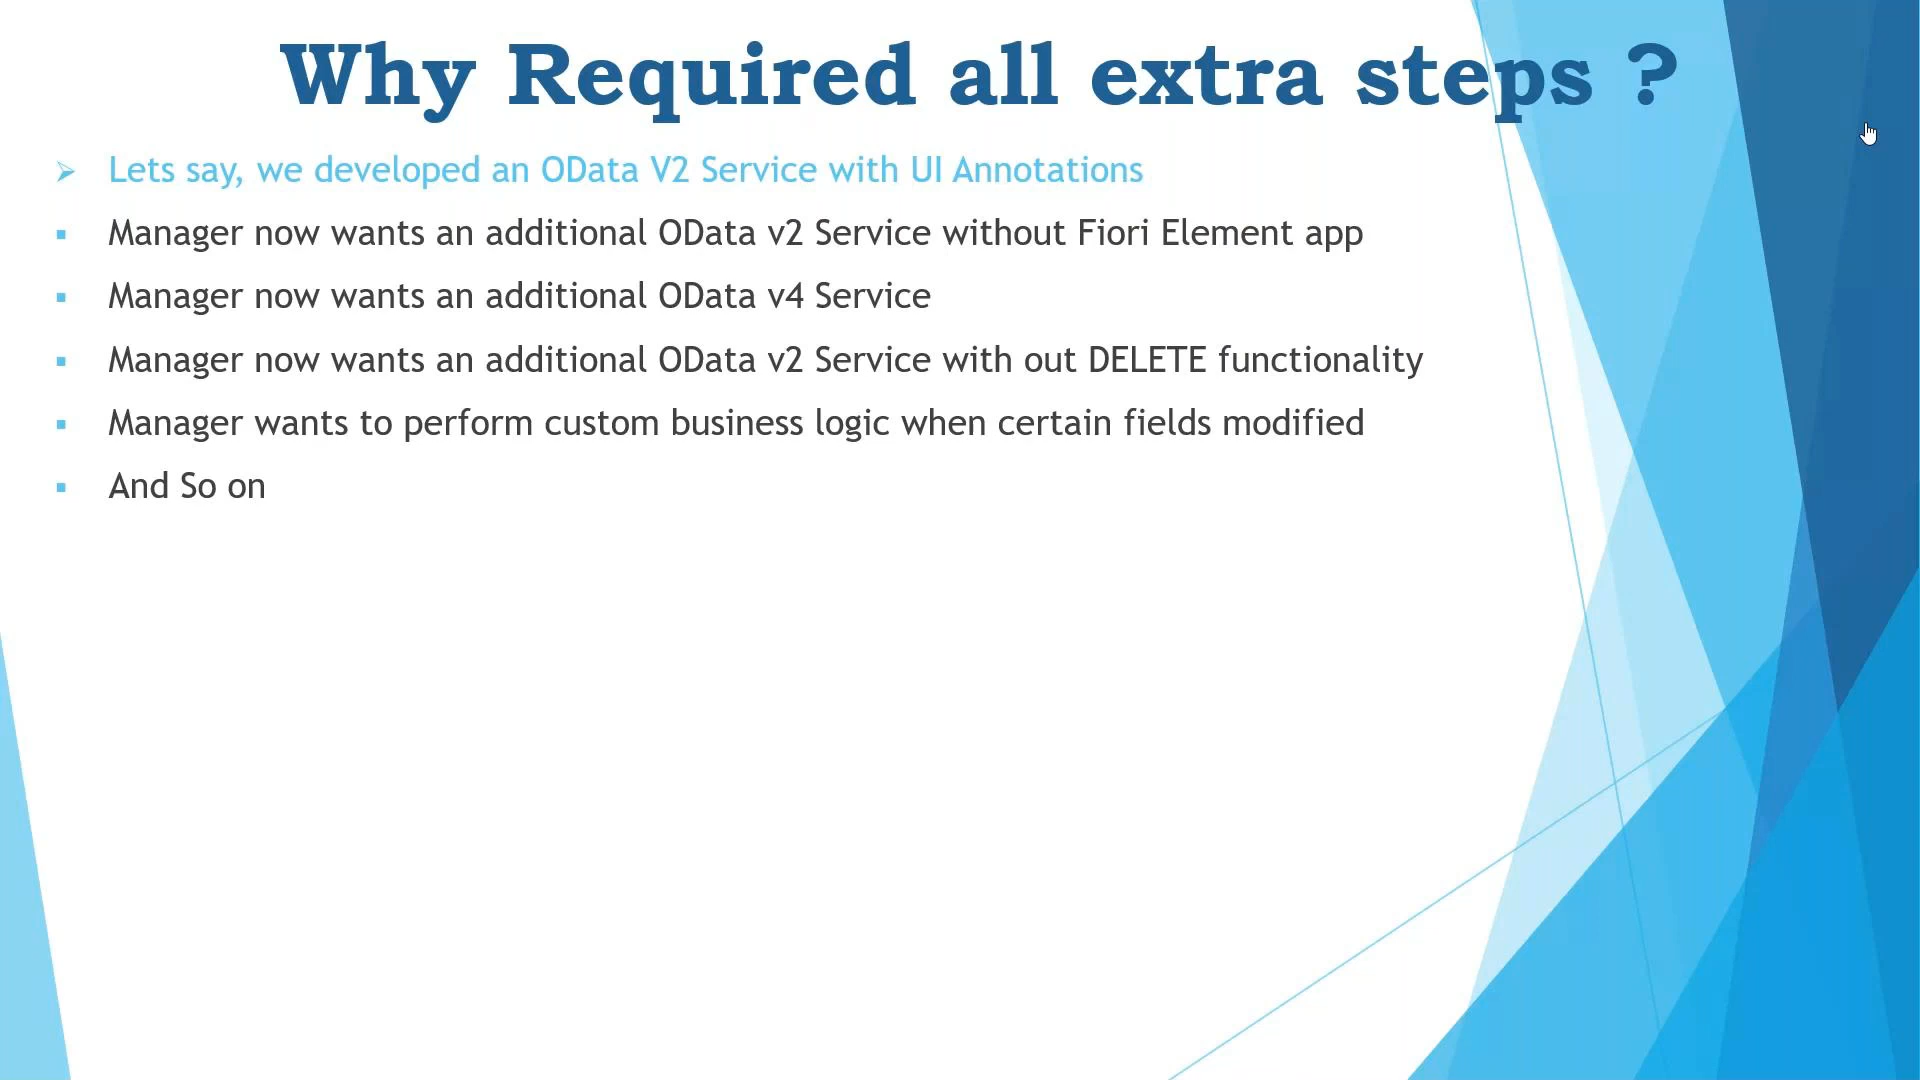 Why Required all extra steps ?
Lets say, we developed an OData V2 Service with UI Annotations
Manager now wants an additional OData v2 Service without Fiori Element app
Manager now wants an additional OData v4 Service
Manager now wants an additional OData v2 Service with out DELETE functionality
Manager wants to perform custom business logic when certain fields modified
And So on